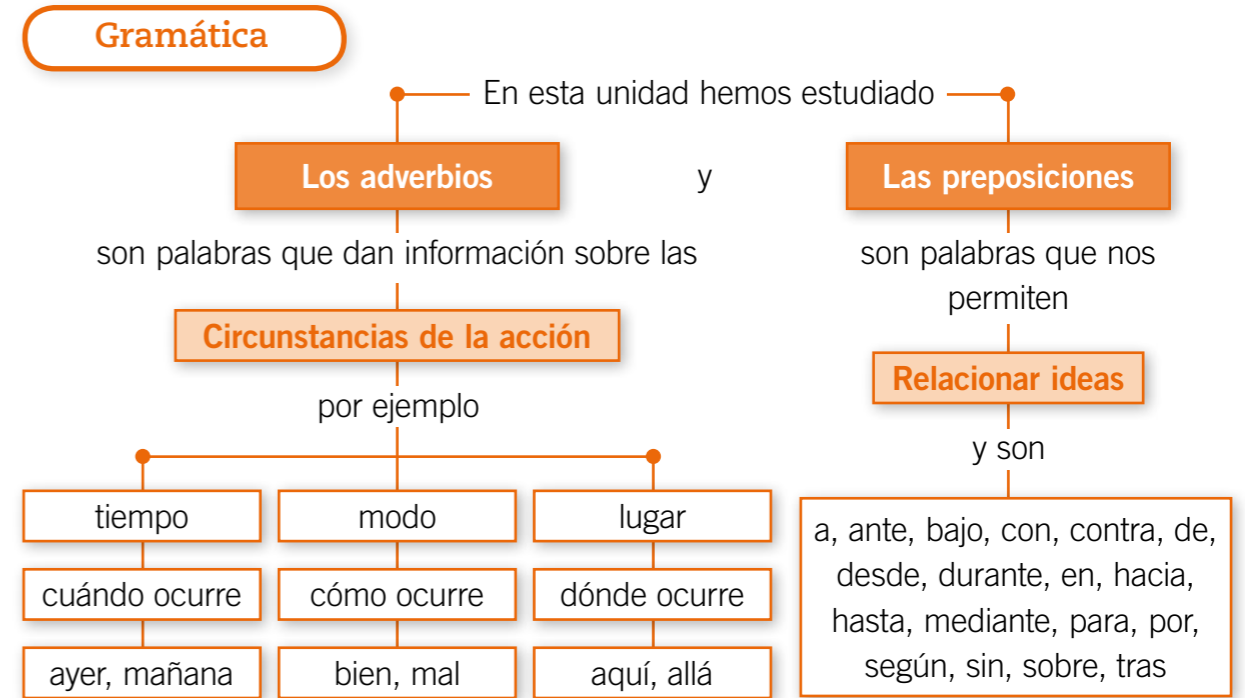 Gramática
En esta unidad hemos estudiado
Los adverbios
y
Las preposiciones
son palabras que dan información sobre las
Circunstancias de la acción
por ejemplo
tiempo
modo
lugar
cuándo ocurre
cómo ocurre
dónde ocurre
ayer, mañana
bien, mal
aquí, allá
son palabras que nos
permiten
Relacionar ideas
y son
a, ante, bajo, con, contra, de,
desde, durante, en, hacia,
hasta, mediante, para, por,
según, sin, sobre, tras